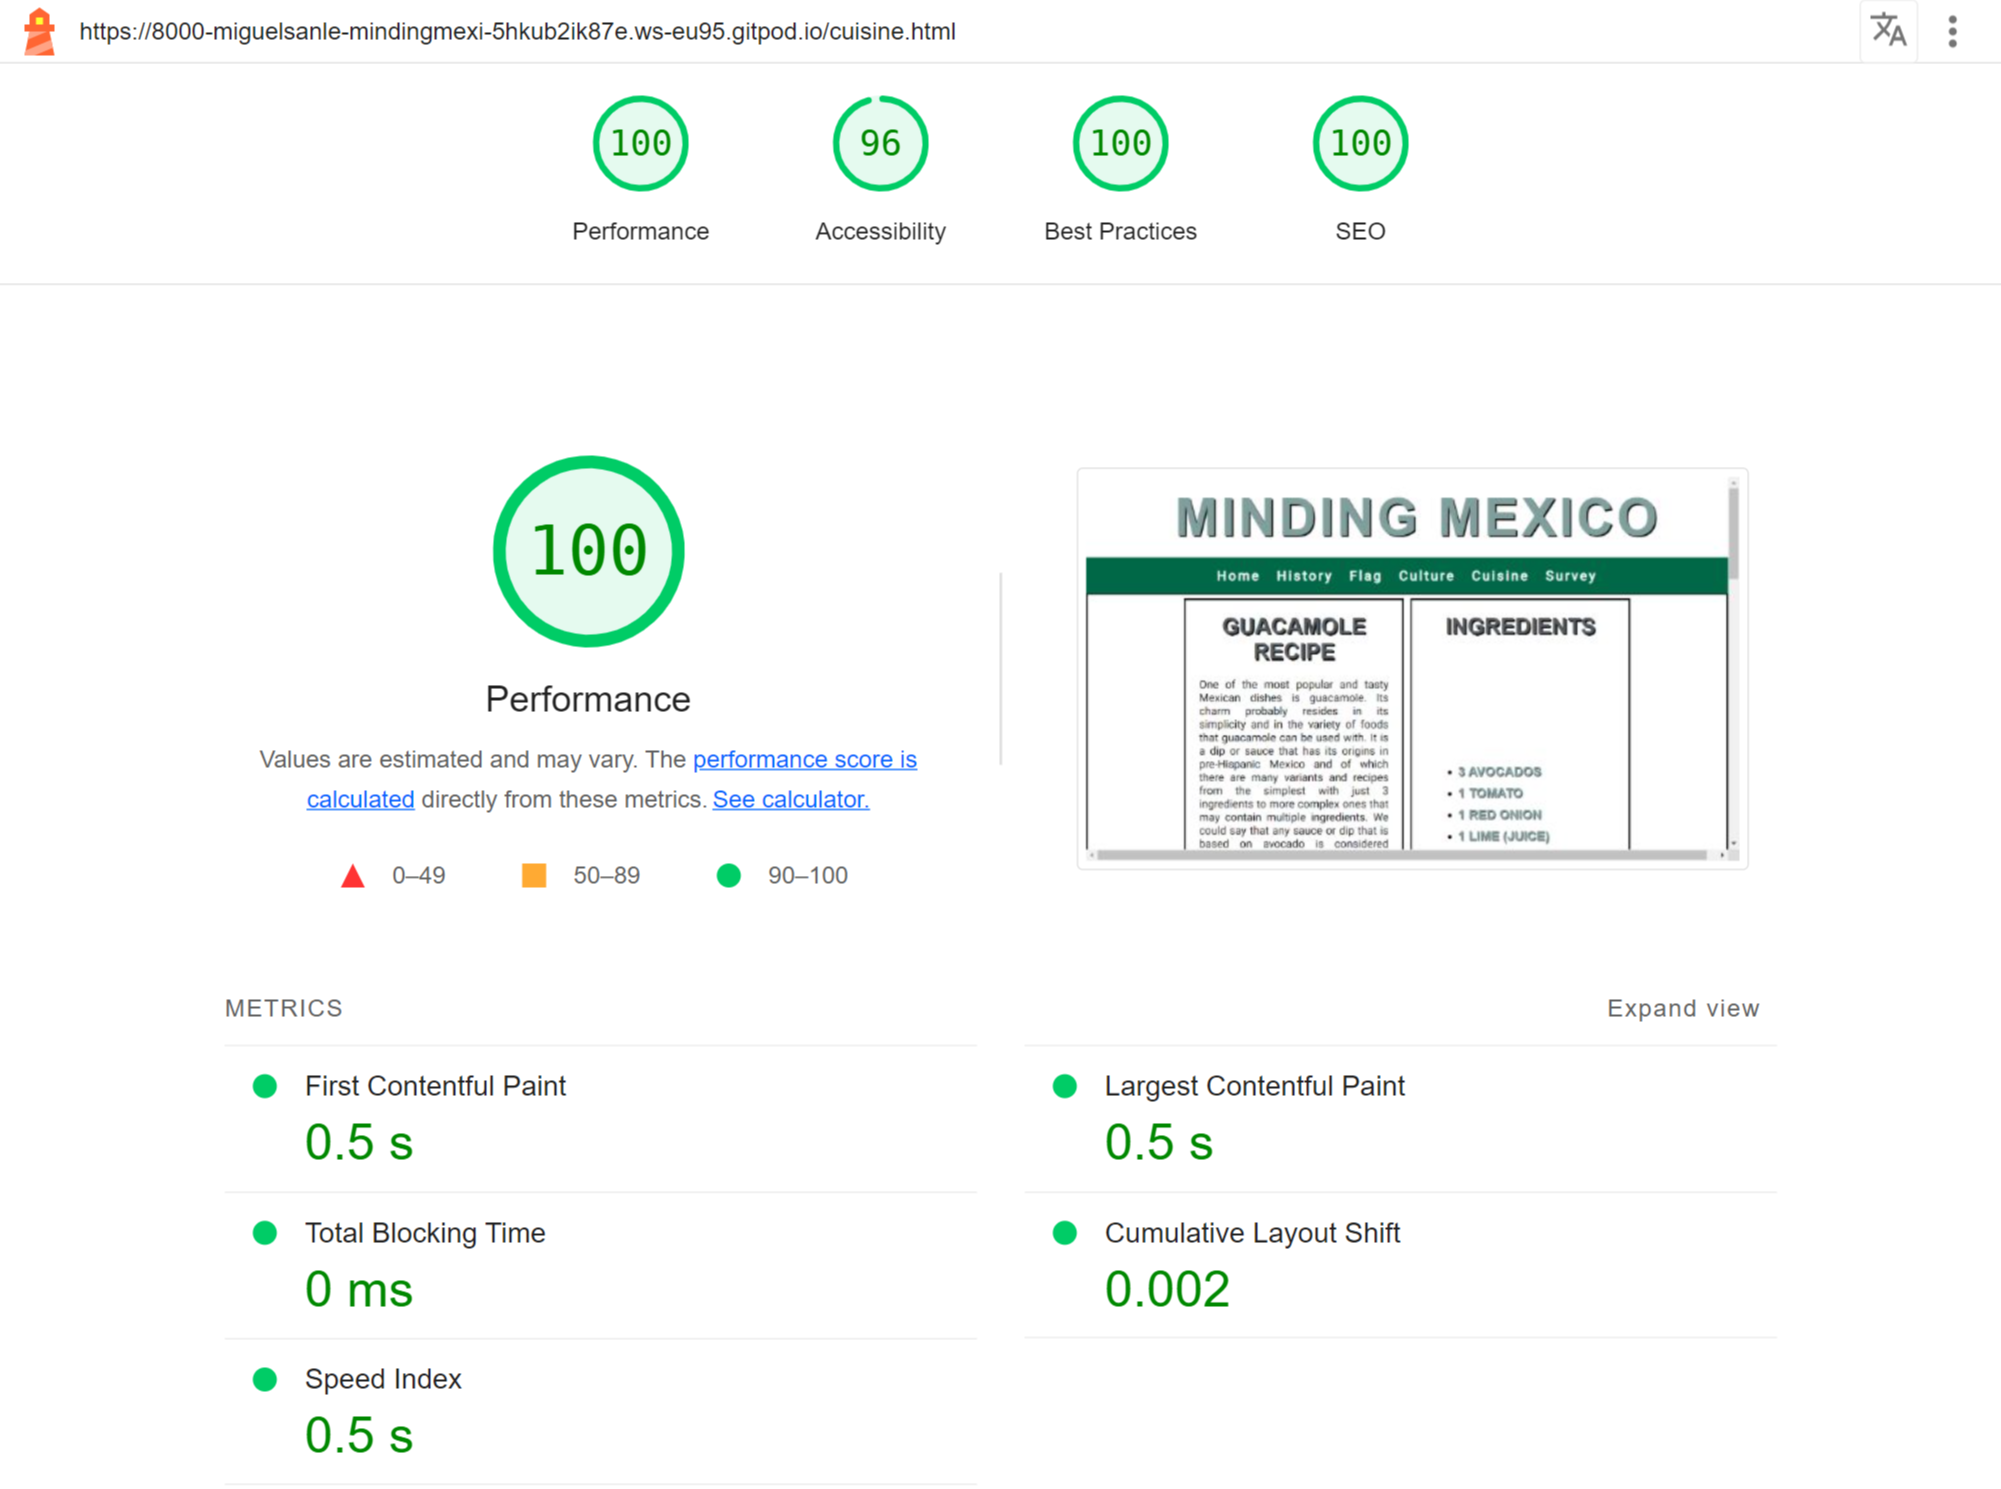 https://8000-miguelsanle-mindingmexi-5hkub2ik87e.ws-eu95.gitpod.io/cuisine.html
100
96
100
100
Performance
Accessibility
Best Practices
SEO
100
Performance
Values are estimated and may vary. The performance score is
calculated directly from these metrics. See calculator.
0–49
50–89
90–100
MINDING MEXICO
Home History Flag Culture Cuisine Survey
GUACAMOLE
RECIPE
One of the most popular and tasty
Mexican dishes is guacamole. Its
charm probably resides in its
simplicity and in the variety of foods
that guacamole can be used with. It is
a dip or sauce that has its origins in
pre-Hispanic Mexico and of which
there are many variants and recipes
from the simplest with just 3
ingredients to more complex ones that
may contain multiple ingredients. We
could say that any sauce or dip that is
based on avocado is considered
INGREDIENTS
• 3 AVOCADOS
• 1 TOMATO
• 1 RED ONION
• 1 LIME (JUICE)
METRICS
Expand view
First Contentful Paint
0.5 s
Largest Contentful Paint
0.5 s
Total Blocking Time
0 ms
Cumulative Layout Shift
0.002
Speed Index
0.5 s